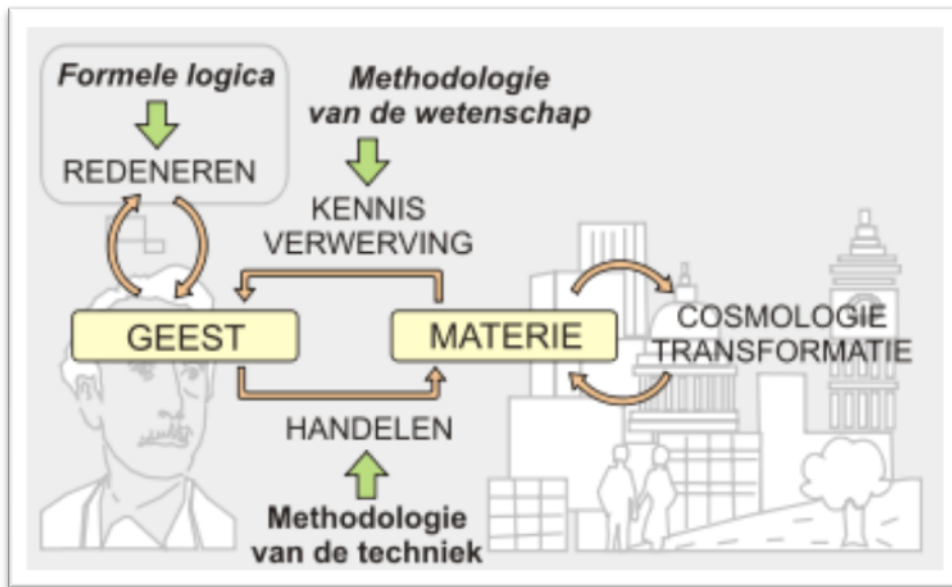 Formele logica
REDENEREN
Methodologie
van de wetenschap
KENNIS
VERWERVING
GEEST
MATERIE
COSMOLOGIE
TRANSFORMATIE
HANDELEN
Methodologie
van de techniek